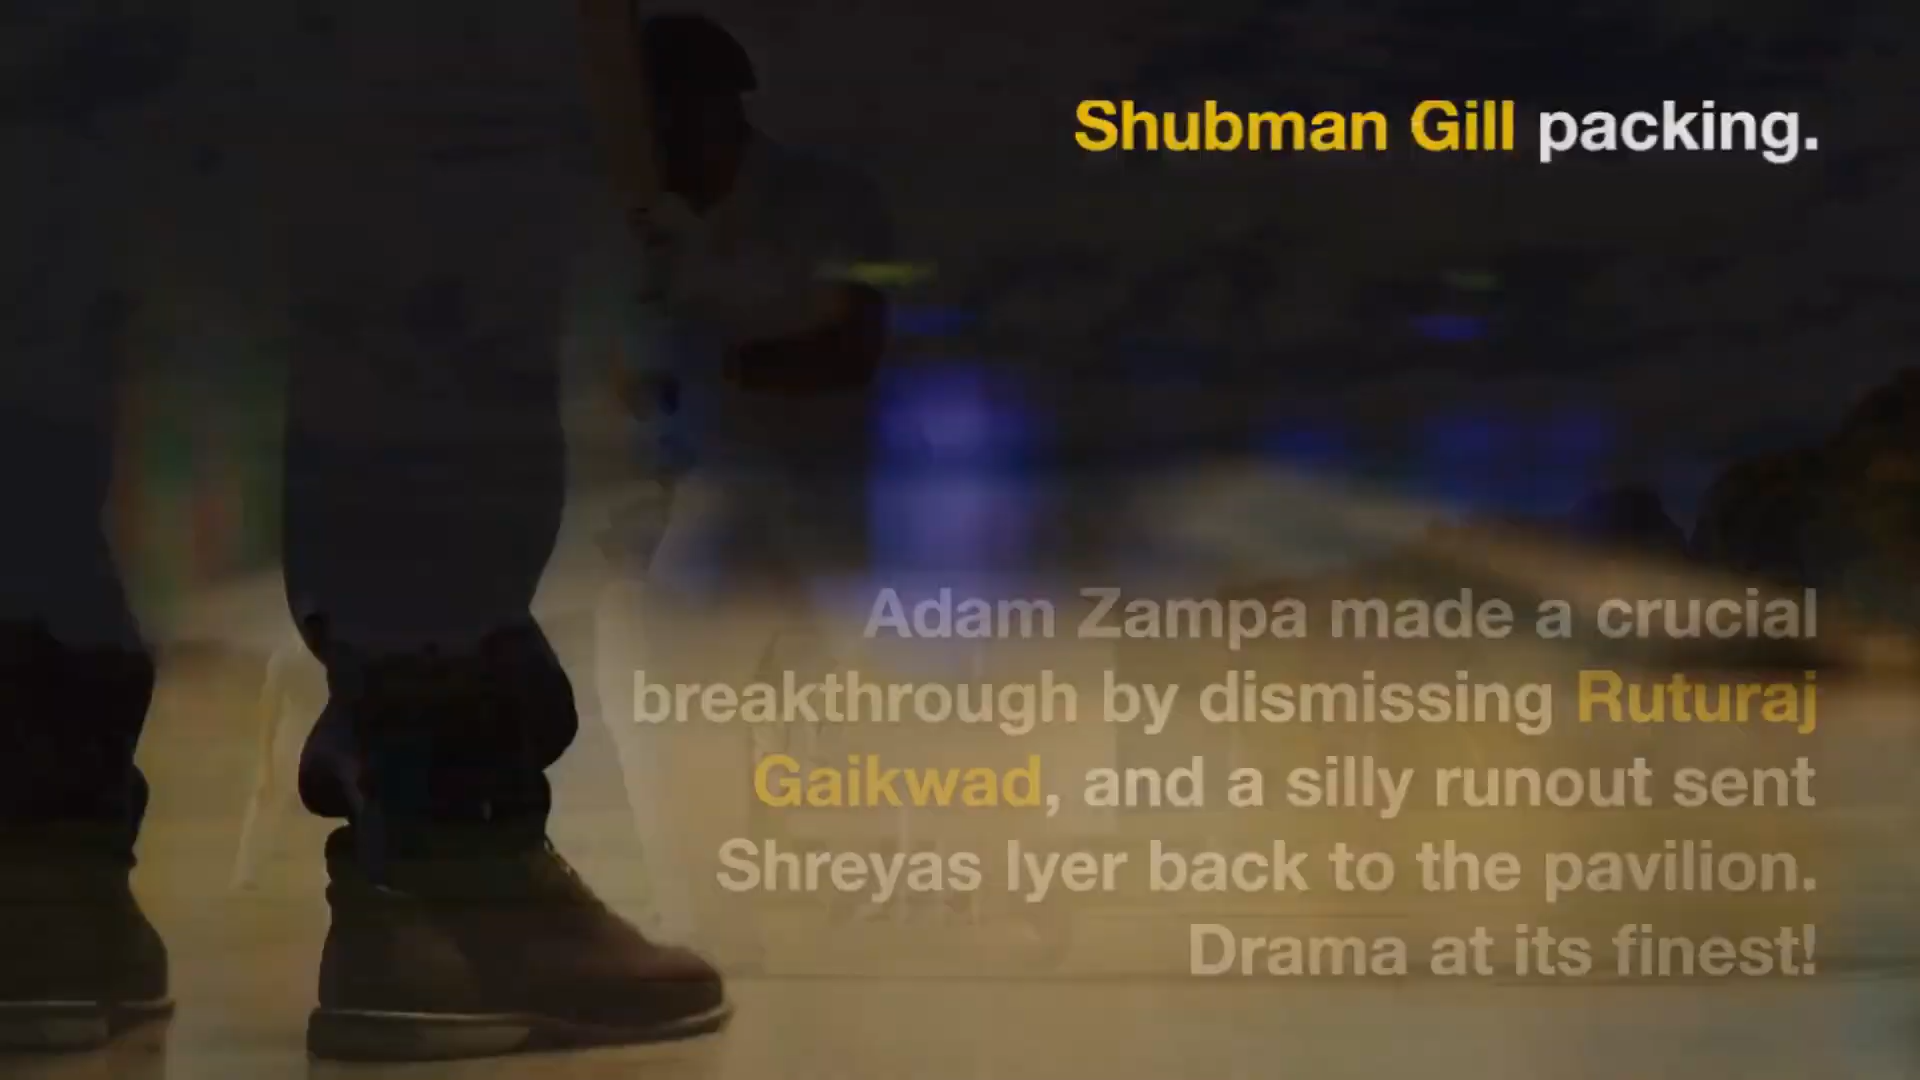 Shubman Gill packing.
Adam Zampa made a crucial
breakthrough by dismissing Ruturaj
Gaikwad, and a silly runout sent
Shreyas Iyer back to the pavilion.
Drama at its finest!